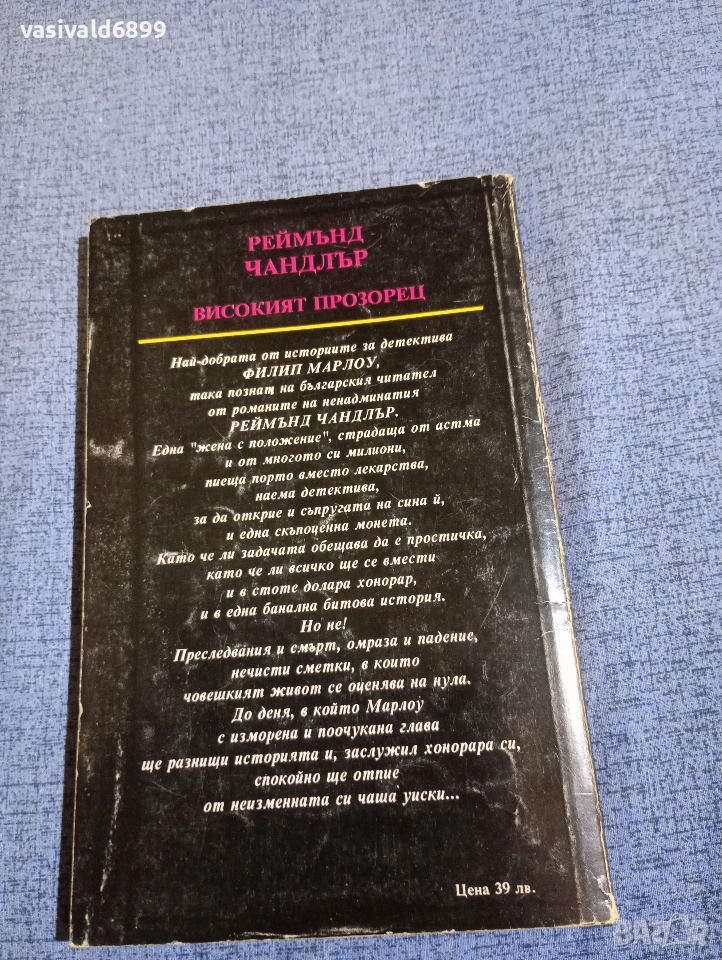 vasivald6899
РЕЙМЪНД
ЧАНДЛЪР
ВИСОКИЯТ ПРОЗОРЕЦ
Най-добрата от историите за детектива
ФИЛИП МАРЛОУ,
така познат на българския читател
от романите на ненадминатия
РЕЙМЪНД ЧАНДЛЪР.
Една "жена с положение", страдаща от астма
и от многото си милиони,
пиеща порто вместо лекарства,
наема детектива,
за да открие и съпругата на сина й,
и една скъпоценна монета.
Като че ли задачата обещава да е простичка,
като че ли всичко ще се вмести
и в стоте долара хонорар,
и в една банална битова история.
Но не!
Преследвания и смърт, омраза и падение,
нечисти сметки, в които
човешкият живот се оценява на нула.
До деня, в който Марлоу
с изморена и поочукана глава
ще разнищи историята и, заслужил хонорара си,
спокойно ще отпие
от неизменната си чаша уиски...
Цена 39 лв.
BAZAR